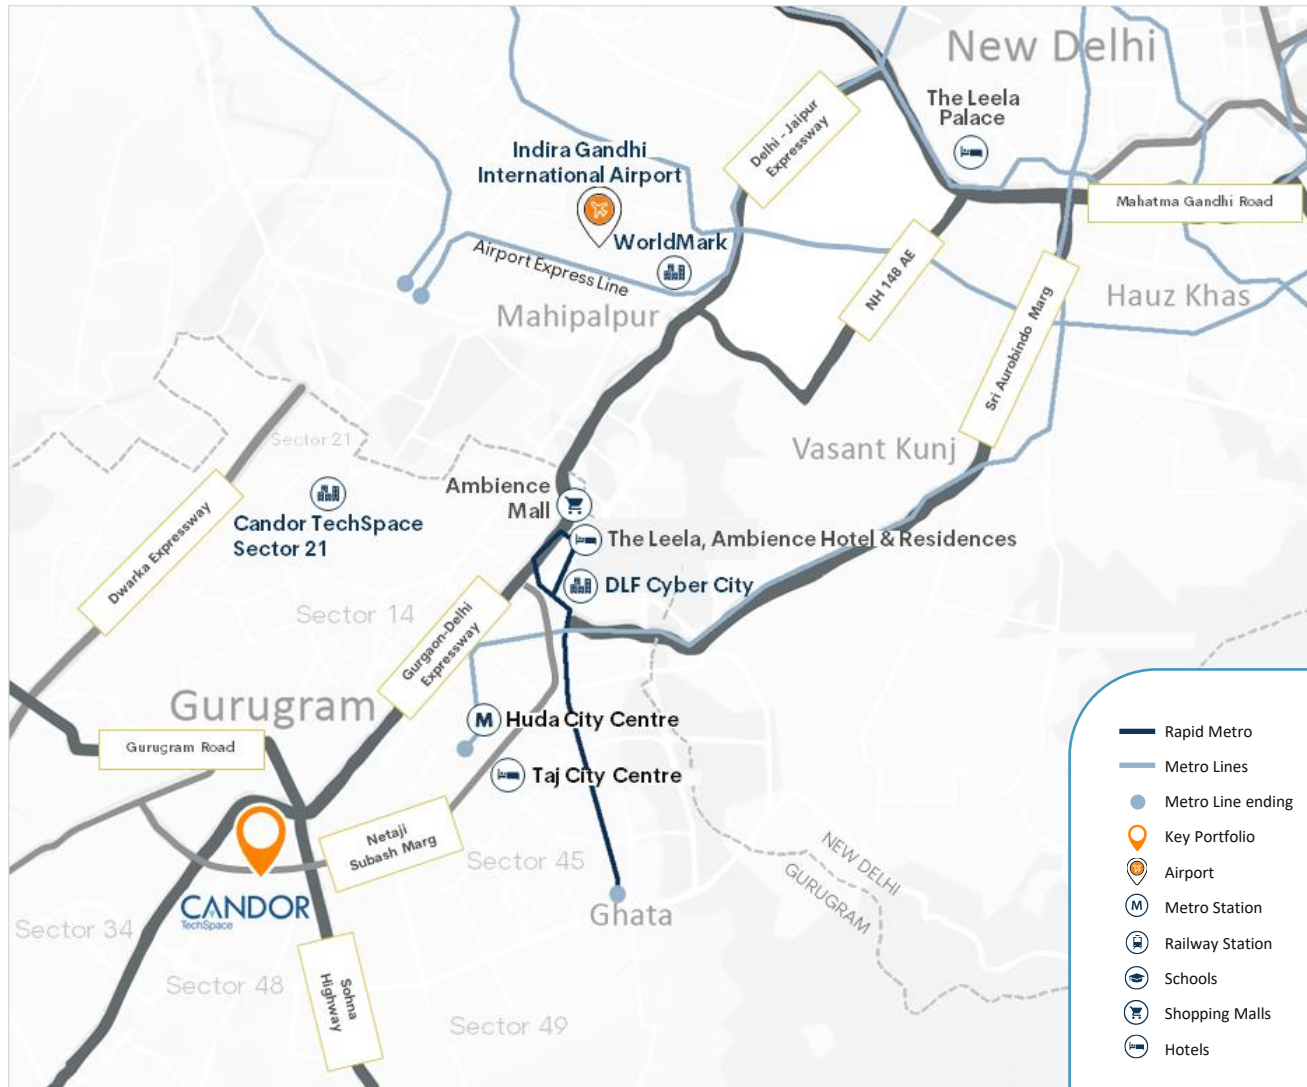 New Delhi
The Leela
Palace
Delhi - Jaipur
Expressway
Indira Gandhi
International Airport
Mahatma Gandhi Road
WorldMark
Airport Express Line
NH 148 AE
Hauz Khas
Mahipalpur
Sri Aurobindo Marg
Sector 21
Vasant Kunj
Ambience
Mall
Candor TechSpace
Sector 21
Dwarka Expressway
The Leela, Ambience Hotel & Residences
DLF Cyber City
Sector 14
Gurgaon-Delhi
Expressway
Gurugram
Huda City Centre
Gurugram Road
Taj City Centre
Netaji
Subash Marg
Sector 45
NEW DELHI
GURUGRAM
CANDOR
TechSpace
Ghata
Sector 34
Sector 48
Sohna
Highway
Sector 49
Rapid Metro
Metro Lines
Metro Line ending
Key Portfolio
Airport
M Metro Station
Railway Station
Schools
Shopping Malls
Hotels
M